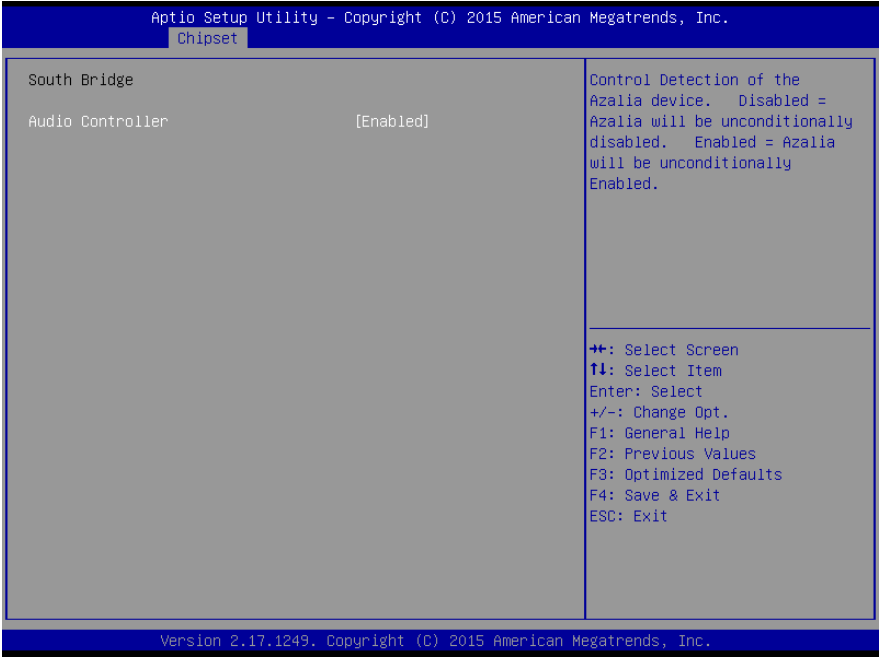 Aptio Setup Utility – Copyright (C) 2015 American Megatrends, Inc.
Chipset
South Bridge
Audio Controller [Enabled]
Control Detection of the
Azalia device. Disabled =
Azalia will be unconditionally
disabled. Enabled = Azalia
will be unconditionally
Enabled.
→←: Select Screen
↑↓: Select Item
Enter: Select
+/-: Change Opt.
F1: General Help
F2: Previous Values
F3: Optimized Defaults
F4: Save & Exit
ESC: Exit
Version 2.17.1249. Copyright (C) 2015 American Megatrends, Inc.